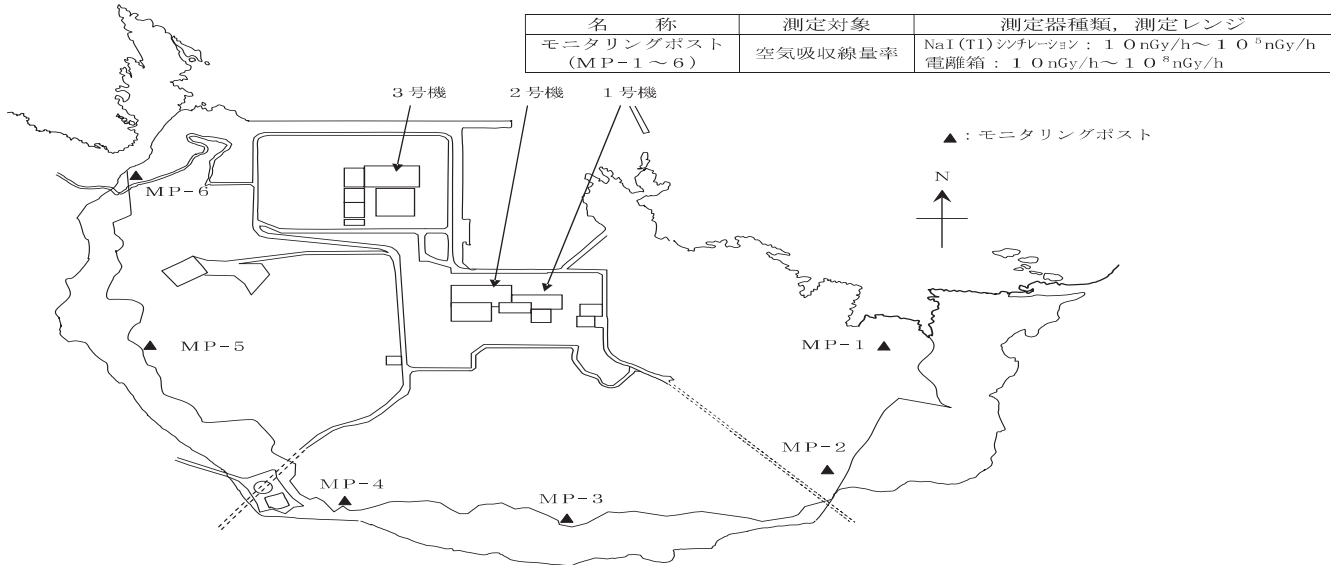 名　称　測定対象　測定器種類，測定レンジ
モニタリングポスト
(MP-1～6)
空気吸収線量率
NaI(Tl)シンチレーション：１０nGy/h～１０⁵nGy/h
電離箱：１０nGy/h～１０⁸nGy/h
3号機　2号機　1号機
▲：モニタリングポスト
N
MP-6
MP-5
MP-1
MP-2
MP-4
MP-3